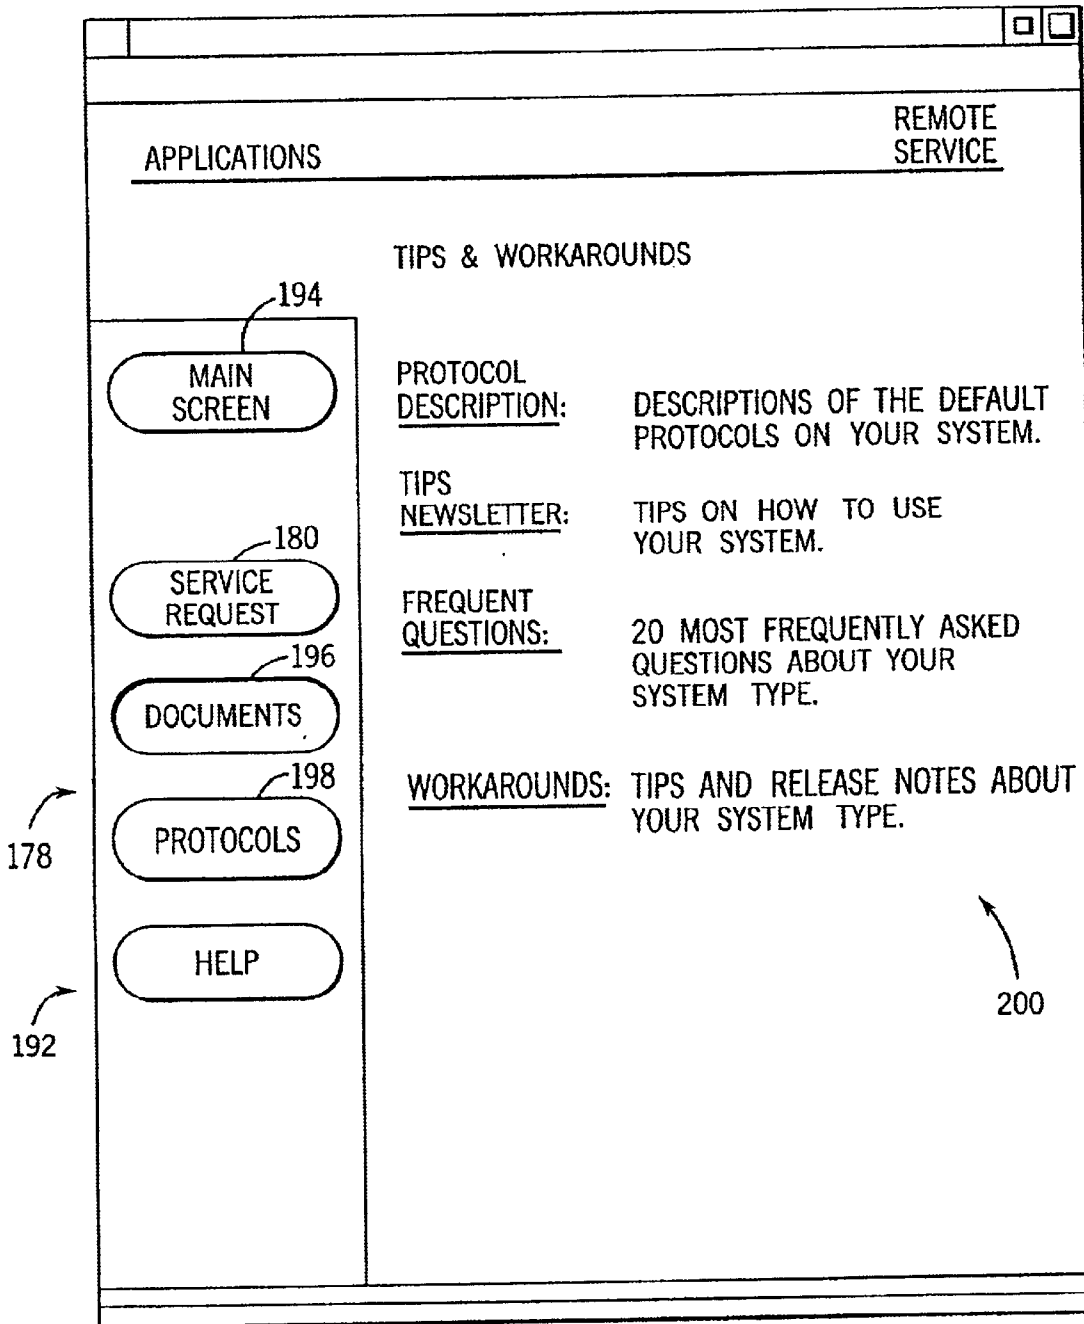 APPLICATIONS
REMOTE
SERVICE
TIPS & WORKAROUNDS
194
MAIN
SCREEN
PROTOCOL
DESCRIPTION:
DESCRIPTIONS OF THE DEFAULT
PROTOCOLS ON YOUR SYSTEM.
TIPS
NEWSLETTER:
TIPS ON HOW TO USE
YOUR SYSTEM.
180
SERVICE
REQUEST
FREQUENT
QUESTIONS:
20 MOST FREQUENTLY ASKED
QUESTIONS ABOUT YOUR
SYSTEM TYPE.
196
DOCUMENTS
198
PROTOCOLS
WORKAROUNDS:
TIPS AND RELEASE NOTES ABOUT
YOUR SYSTEM TYPE.
178
HELP
192
200